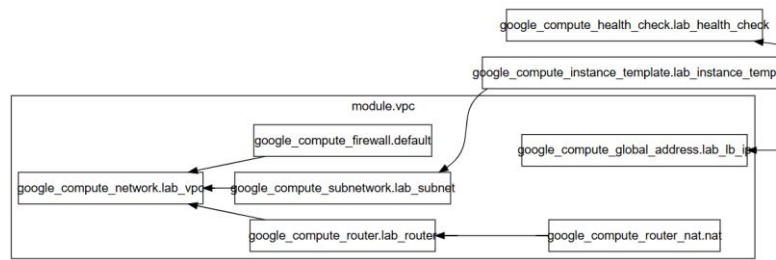 google_compute_health_check.lab_health_check
google_compute_instance_template.lab_instance_temp
module.vpc
google_compute_firewall.default
google_compute_global_address.lab_lb_ip
google_compute_network.lab_vpc
google_compute_subnetwork.lab_subnet
google_compute_router.lab_router
google_compute_router_nat.nat